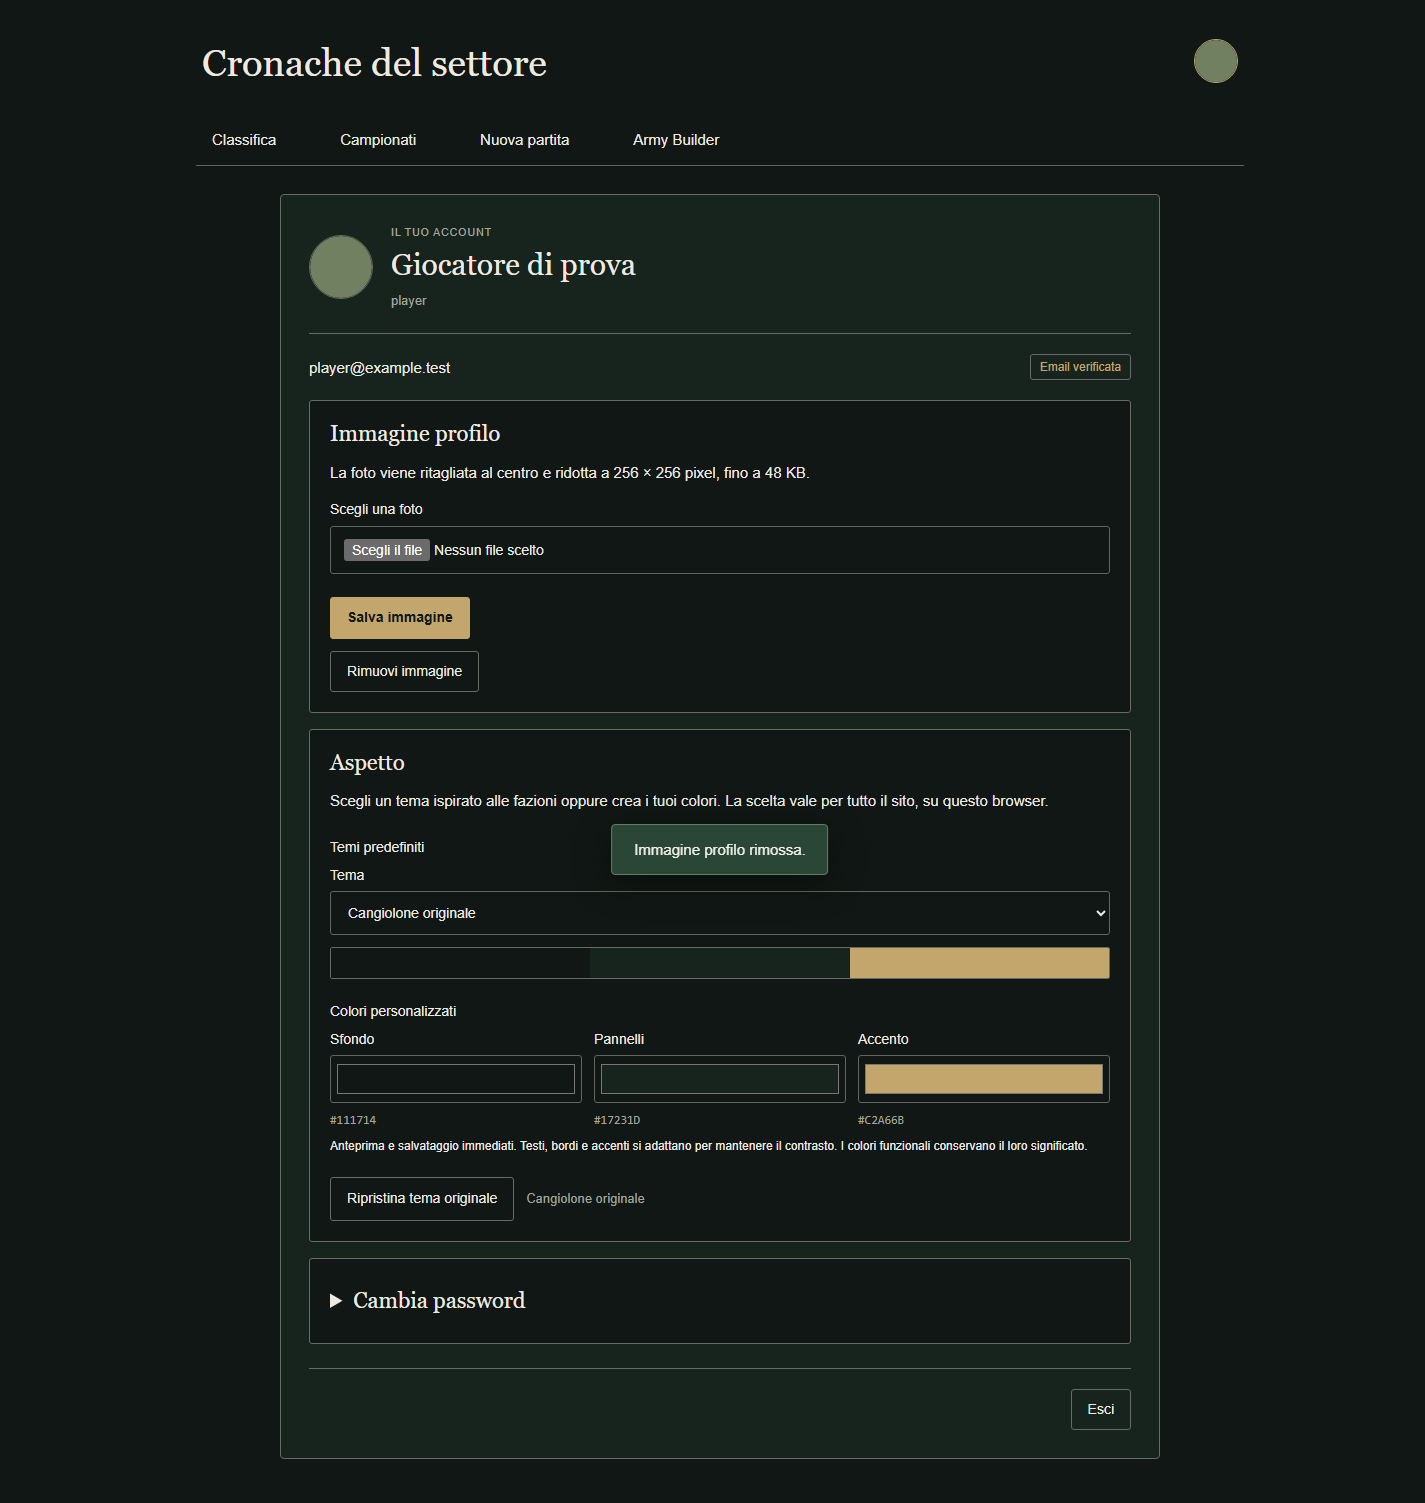 Cronache del settore
Classifica
Campionati
Nuova partita
Army Builder
IL TUO ACCOUNT
Giocatore di prova
player
player@example.test
Email verificata
Immagine profilo
La foto viene ritagliata al centro e ridotta a 256 × 256 pixel, fino a 48 KB.
Scegli una foto
Scegli il file Nessun file scelto
Salva immagine
Rimuovi immagine
Aspetto
Scegli un tema ispirato alle fazioni oppure crea i tuoi colori. La scelta vale per tutto il sito, su questo browser.
Temi predefiniti
Immagine profilo rimossa.
Tema
Cangiolone originale
Colori personalizzati
Sfondo
Pannelli
Accento
#111714
#17231D
#C2A66B
Anteprima e salvataggio immediati. Testi, bordi e accenti si adattano per mantenere il contrasto. I colori funzionali conservano il loro significato.
Ripristina tema originale
Cangiolone originale
Cambia password
Esci